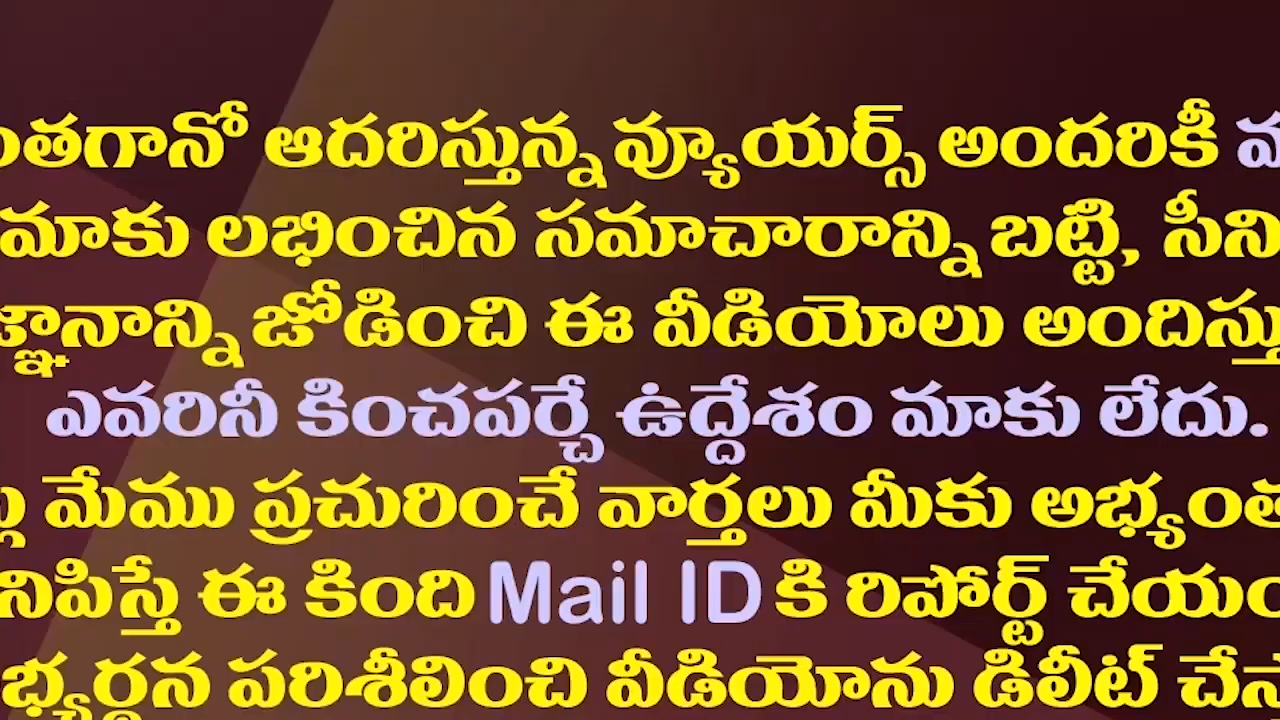 ఆదరిస్తున్న వ్యూయర్స్ అందరికీ
మాకు లభించిన సమాచారాన్ని బట్టి, సినీ
జోడించి ఈ వీడియోలు
ఎవరినీ కించపర్చే ఉద్దేశం మాకు లేదు.
మేము ప్రచురించే వార్తలు మీకు
ఈ కింది Mail ID కి రిపోర్ట్
పరిశీలించి వీడియోను డిలీట్